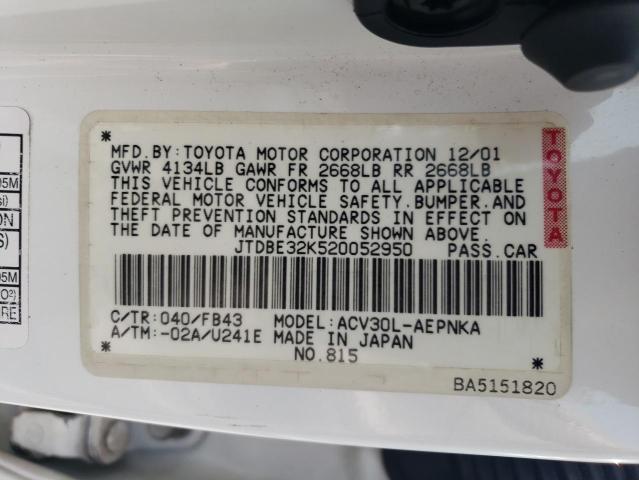 MFD.BY:TOYOTA MOTOR CORPORATION 12/01
GVWR 4134LB GAWR FR 2668LB RR 2668LB
THIS VEHICLE CONFORMS TO ALL APPLICABLE
FEDERAL MOTOR VEHICLE SAFETY.BUMPER.AND
THEFT PREVENTION STANDARDS IN EFFECT ON
THE DATE OF MANUFACTURE SHOWN ABOVE.
JTDBE32K520052950 PASS.CAR
C/TR:040/FB43 MODEL:ACV30L-AEPNKA
A/TM:-02A/U241E MADE IN JAPAN
NO.815
BA5151820
TOYOTA